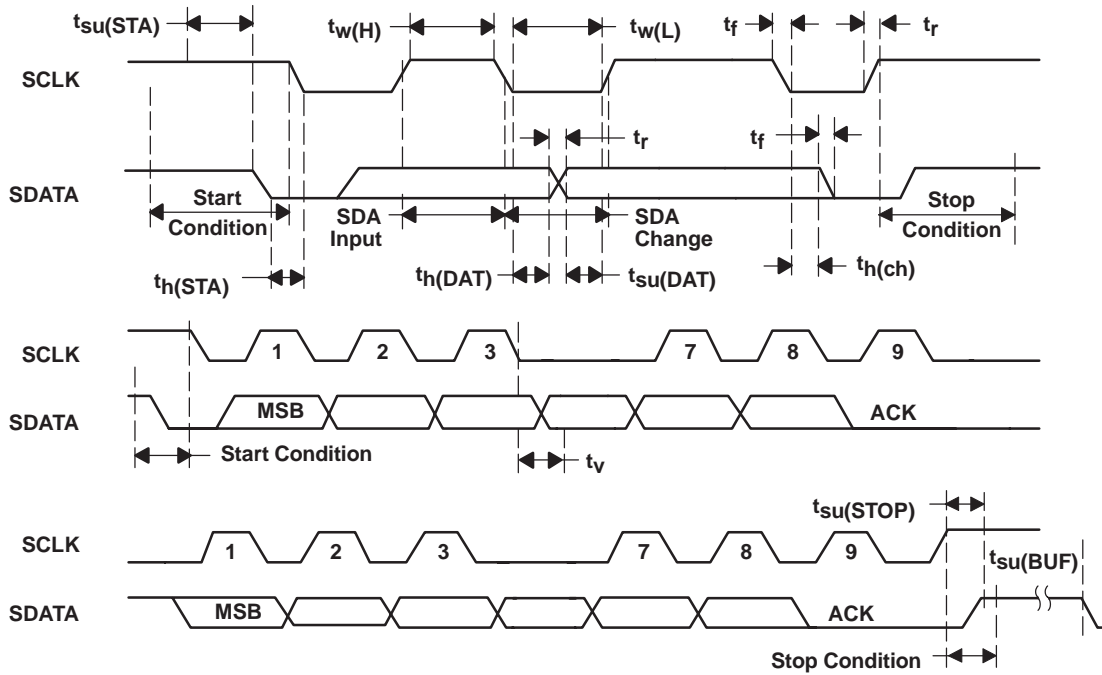 tsu(STA) tw(H) tw(L) tf tr
SCLK
tr tf
SDATA
Start Condition SDA Input SDA Change Stop Condition
th(STA) th(DAT) tsu(DAT) th(ch)
SCLK 1 2 3 7 8 9
SDATA MSB ACK
Start Condition tv
tsu(STOP)
SCLK 1 2 3 7 8 9
tsu(BUF)
SDATA MSB ACK
Stop Condition